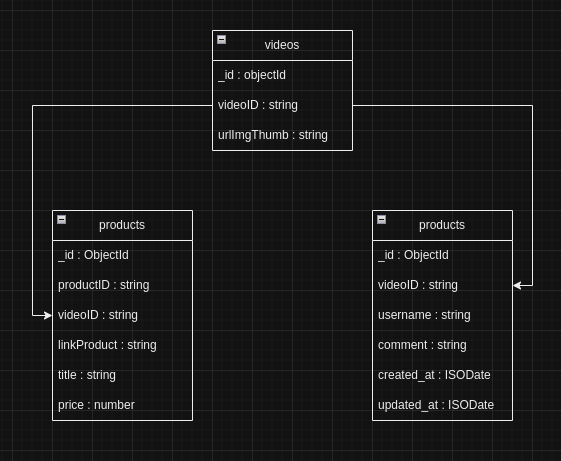 videos
_id : objectId
videoID : string
urlImgThumb : string
products
_id : ObjectId
productID : string
videoID : string
linkProduct : string
title : string
price : number
products
_id : ObjectId
videoID : string
username : string
comment : string
created_at : ISODate
updated_at : ISODate